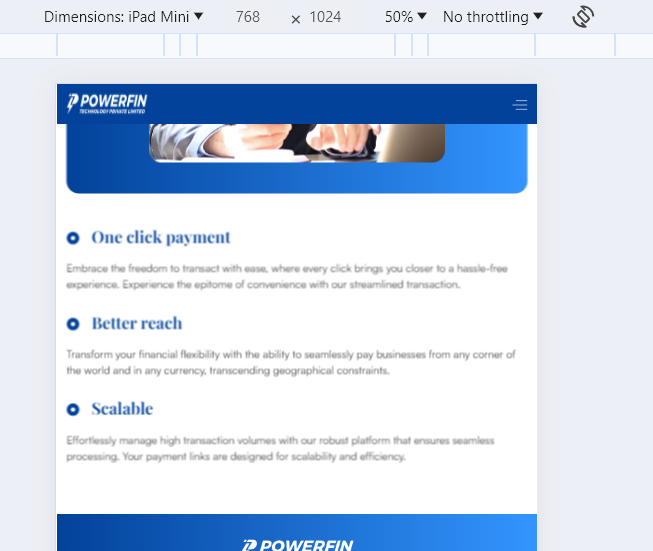 Dimensions: iPad Mini 768 × 1024 50% No throttling
POWERFIN
TECHNOLOGY PRIVATE LIMITED
One click payment
Embrace the freedom to transact with ease, where every click brings you closer to a hassle-free
experience. Experience the epitome of convenience with our streamlined transaction.
Better reach
Transform your financial flexibility with the ability to seamlessly pay businesses from any corner of
the world and in any currency, transcending geographical constraints.
Scalable
Effortlessly manage high transaction volumes with our robust platform that ensures seamless
processing. Your payment links are designed for scalability and efficiency.
POWERFIN